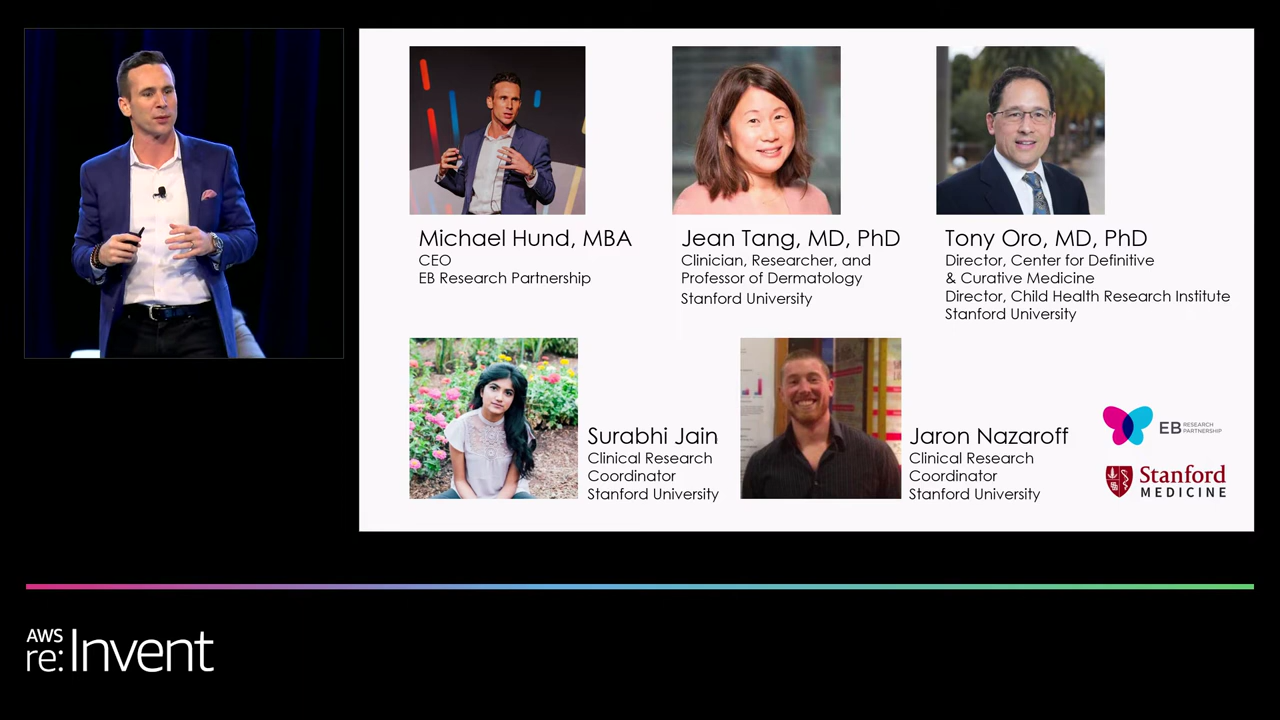 Michael Hund, MBA
CEO
EB Research Partnership
Jean Tang, MD, PhD
Clinician, Researcher, and
Professor of Dermatology
Stanford University
Tony Oro, MD, PhD
Director, Center for Definitive
& Curative Medicine
Director, Child Health Research Institute
Stanford University
Surabhi Jain
Clinical Research
Coordinator
Stanford University
Jaron Nazaroff
Clinical Research
Coordinator
Stanford University
EB RESEARCH
PARTNERSHIP
Stanford
MEDICINE
AWS
re:Invent